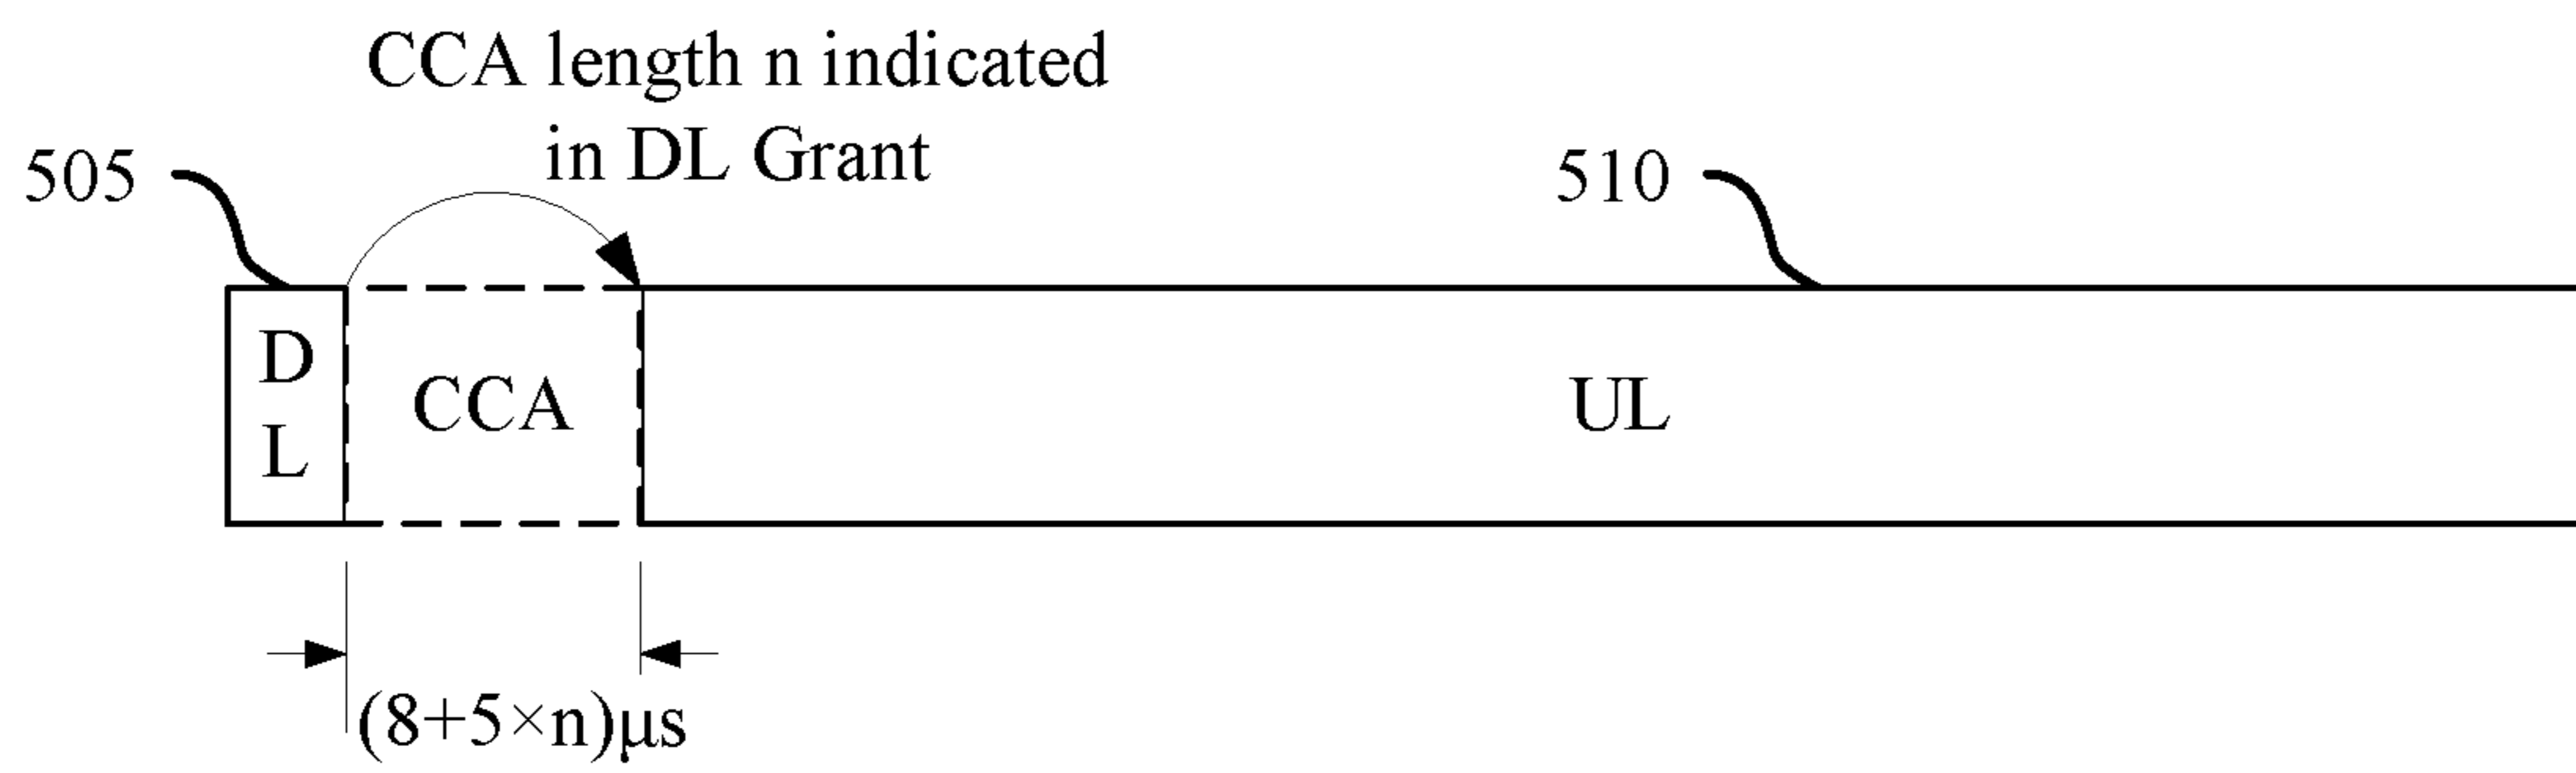 CCA length n indicated
in DL Grant
505
510
D
L
CCA
UL
(8+5×n)μs